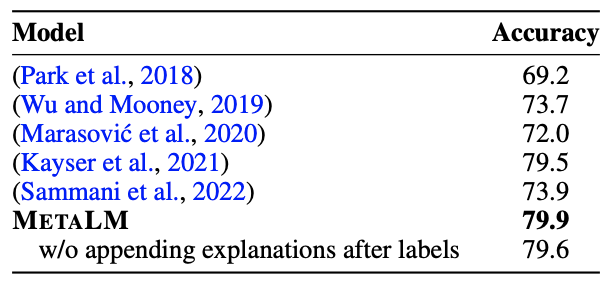 Model Accuracy
(Park et al., 2018) 69.2
(Wu and Mooney, 2019) 73.7
(Marasović et al., 2020) 72.0
(Kayser et al., 2021) 79.5
(Sammani et al., 2022) 73.9
METALM 79.9
w/o appending explanations after labels 79.6